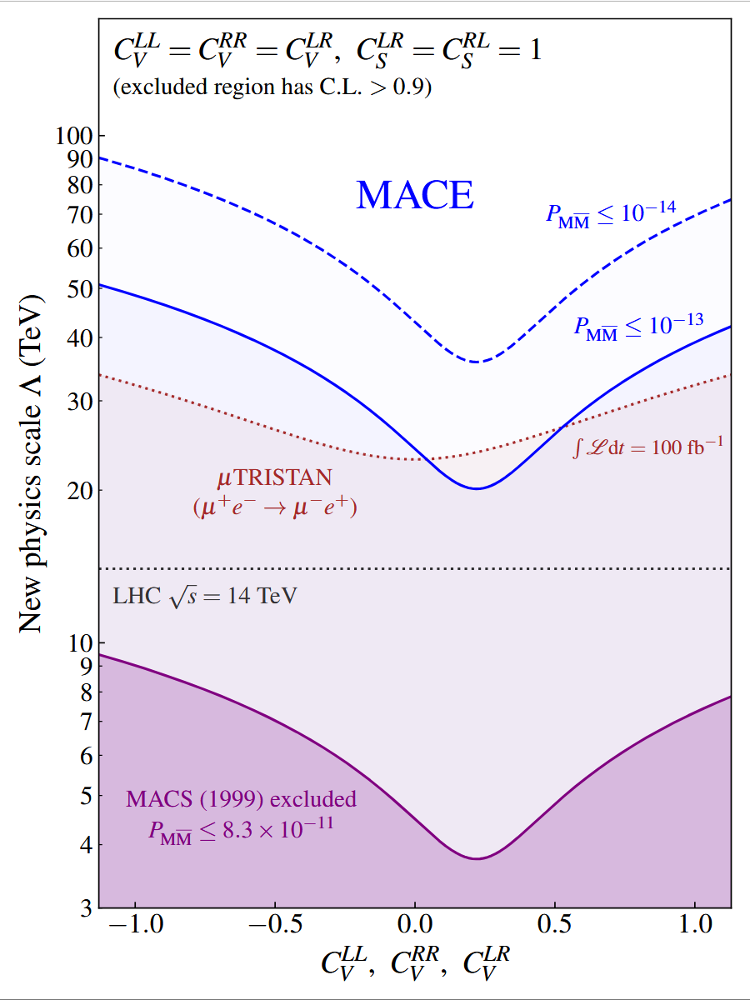 C_V^{LL} = C_V^{RR} = C_V^{LR}, C_S^{LR} = C_S^{RL} = 1
(excluded region has C.L. > 0.9)
100
90
80
70
60
50
40
30
20
10
9
8
7
6
5
4
3
New physics scale Λ (TeV)
MACE
P_{MM̅} ≤ 10^{−14}
P_{MM̅} ≤ 10^{−13}
∫ℒdt = 100 fb^{−1}
μTRISTAN
(μ^+e^− → μ^−e^+)
LHC √s = 14 TeV
MACS (1999) excluded
P_{MM̅} ≤ 8.3 × 10^{−11}
−1.0 −0.5 0.0 0.5 1.0
C_V^{LL}, C_V^{RR}, C_V^{LR}